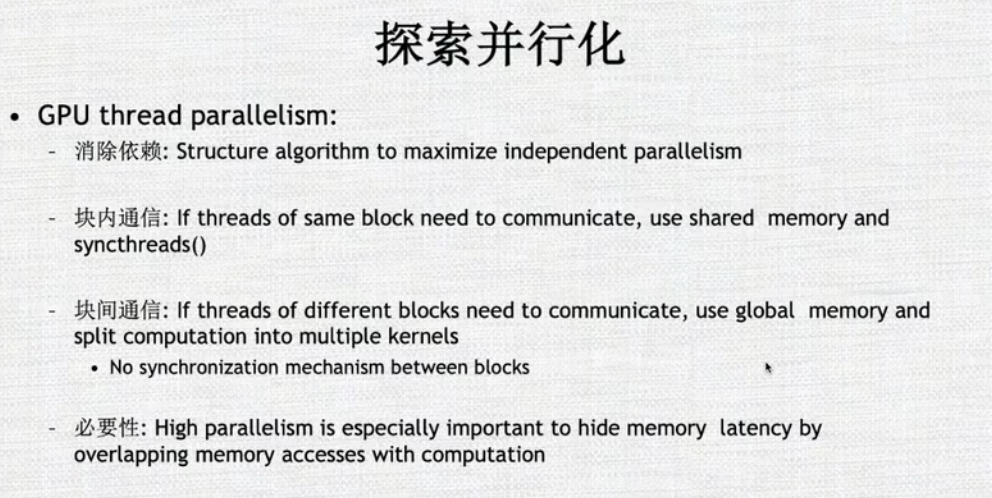 探索并行化
• GPU thread parallelism:
- 消除依赖: Structure algorithm to maximize independent parallelism
- 块内通信: If threads of same block need to communicate, use shared memory and
syncthreads()
- 块间通信: If threads of different blocks need to communicate, use global memory and
split computation into multiple kernels
• No synchronization mechanism between blocks
- 必要性: High parallelism is especially important to hide memory latency by
overlapping memory accesses with computation